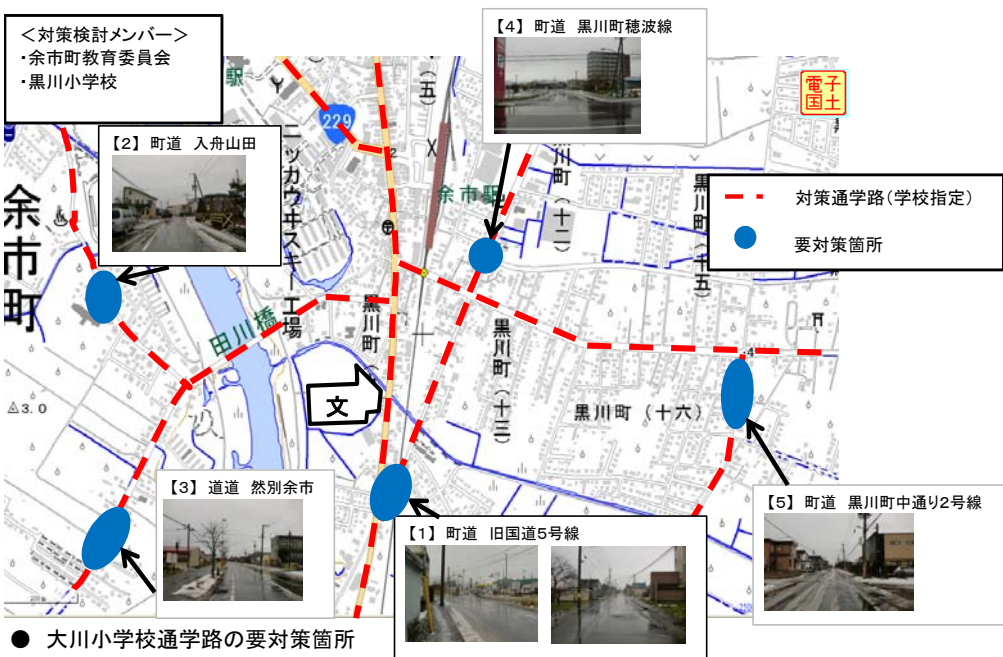 <対策検討メンバー>
・余市町教育委員会
・黒川小学校
【4】 町道 黒川町穂波線
【2】 町道 入舟山田
229
駅
(五)
余市駅
黒川町(十二)
黒川町(十五)
電子国土
対策通学路(学校指定)
要対策箇所
余市町
ニッカウヰスキー工場
田川橋
黒川町(
黒川町(十三)
黒川町(十六)
文
3.0
【3】 道道 然別余市
【1】 町道 旧国道5号線
【5】 町道 黒川町中通り2号線
● 大川小学校通学路の要対策箇所